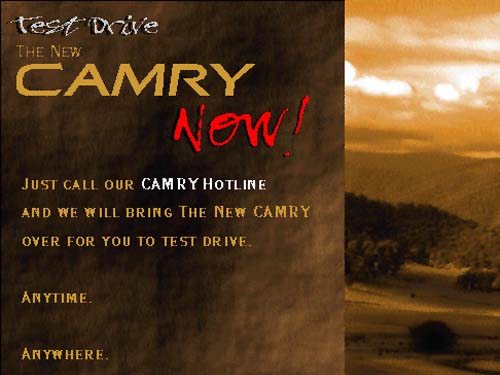 Test Drive
The New
CAMRY
Now!
Just call our CAMRY Hotline
and we will bring The New CAMRY
over for you to test drive.
Anytime.
Anywhere.